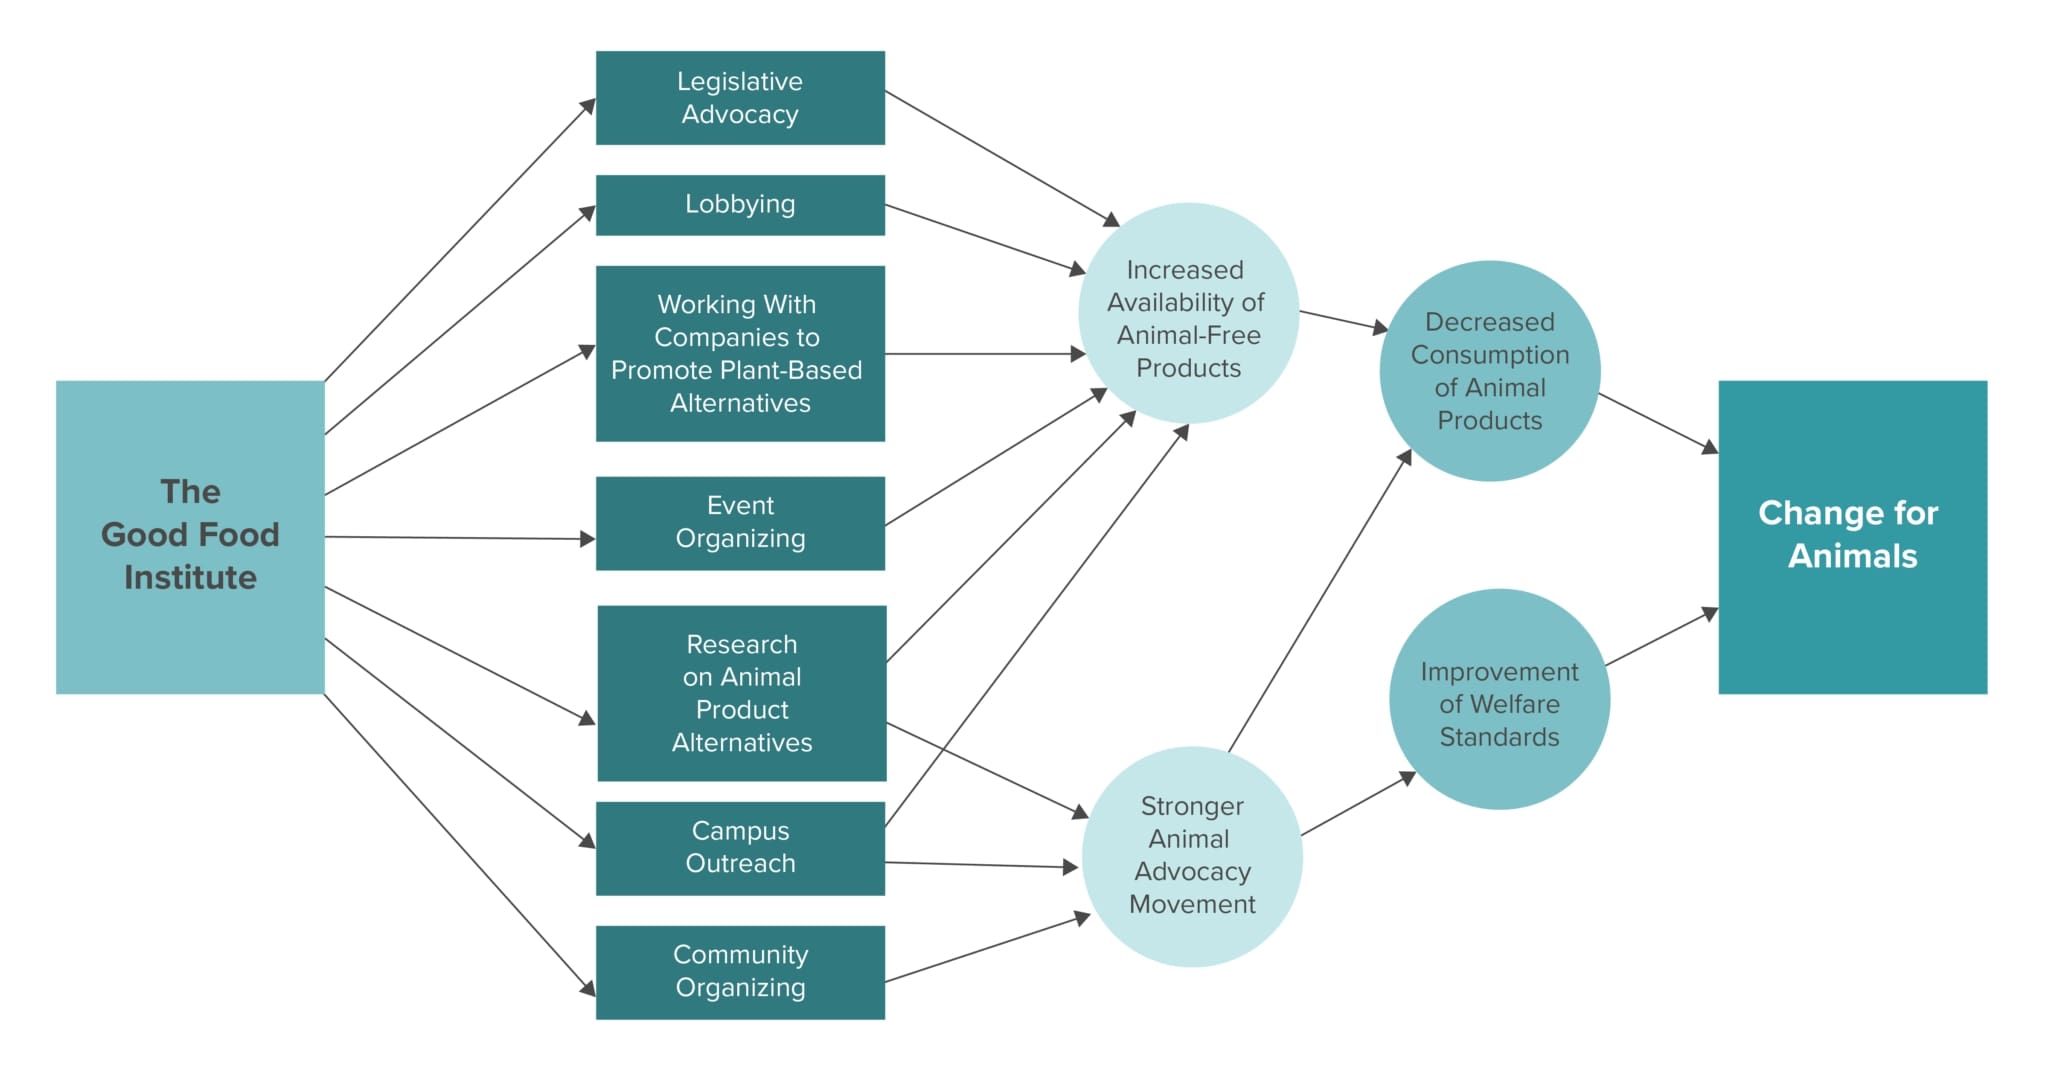 The
Good Food
Institute
Legislative
Advocacy
Lobbying
Working With
Companies to
Promote Plant-Based
Alternatives
Event
Organizing
Research
on Animal
Product
Alternatives
Campus
Outreach
Community
Organizing
Increased
Availability of
Animal-Free
Products
Stronger
Animal
Advocacy
Movement
Decreased
Consumption
of Animal
Products
Improvement
of Welfare
Standards
Change for
Animals